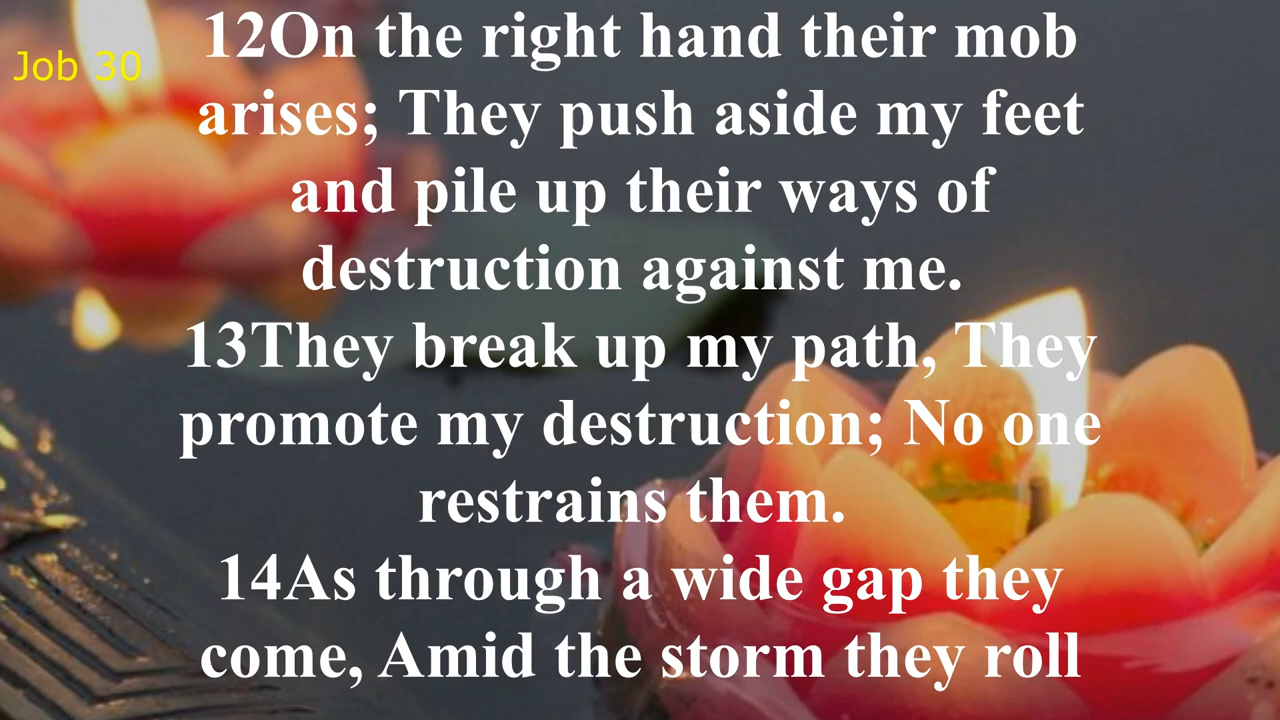 Job 30
12On the right hand their mob
arises; They push aside my feet
and pile up their ways of
destruction against me.
13They break up my path, They
promote my destruction; No one
restrains them.
14As through a wide gap they
come, Amid the storm they roll